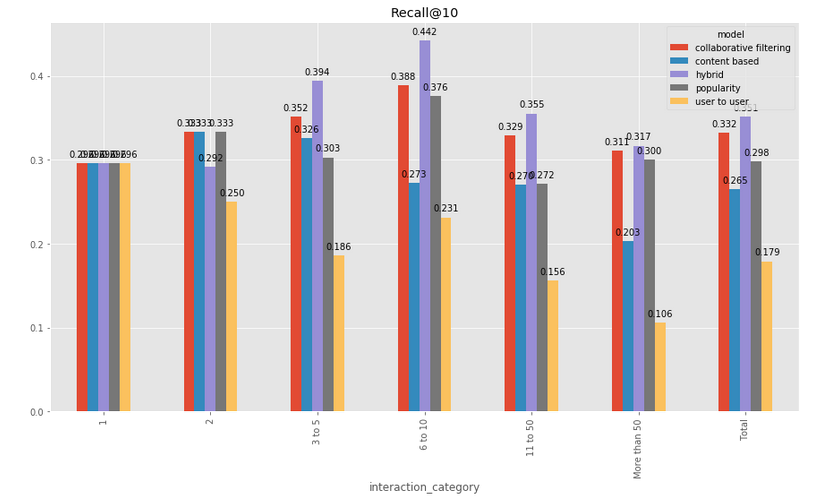 Recall@10
model
collaborative filtering
content based
hybrid
popularity
user to user
0.4
0.3
0.2
0.1
0.0
0.296
0.333
0.333
0.292
0.333
0.250
0.352
0.326
0.394
0.303
0.186
0.388
0.273
0.442
0.376
0.231
0.329
0.270
0.355
0.272
0.156
0.311
0.203
0.317
0.300
0.106
0.332
0.265
0.298
0.179
1
2
3 to 5
6 to 10
11 to 50
More than 50
Total
interaction_category